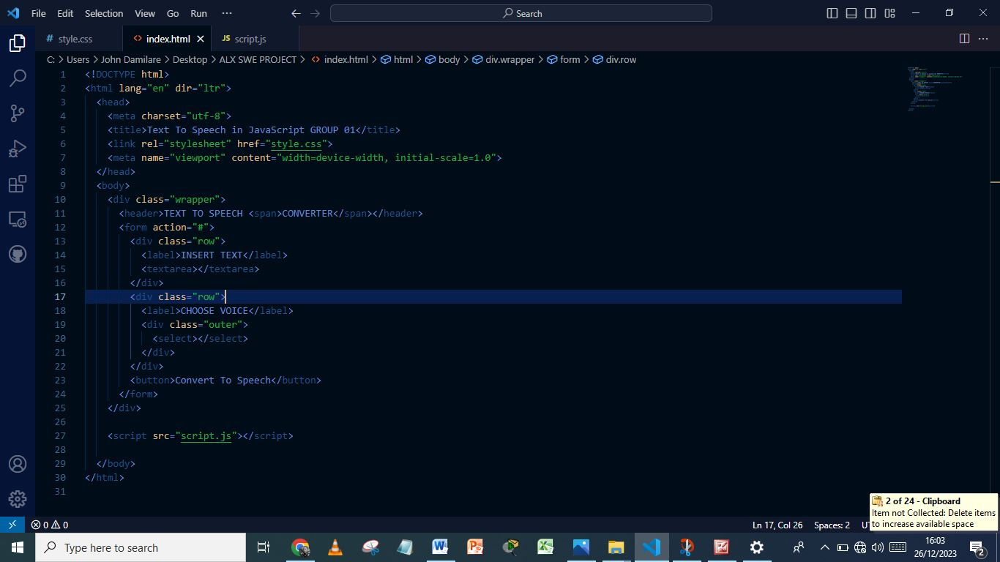 File Edit Selection View Go Run ··· Search
# style.css <> index.html JS script.js
C: > Users > John Damilare > Desktop > ALX SWE PROJECT > <> index.html > html > body > div.wrapper > form > div.row
1 <!DOCTYPE html>
2 <html lang="en" dir="ltr">
3 <head>
4 <meta charset="utf-8">
5 <title>Text To Speech in JavaScript GROUP 01</title>
6 <link rel="stylesheet" href="style.css">
7 <meta name="viewport" content="width=device-width, initial-scale=1.0">
8 </head>
9 <body>
10 <div class="wrapper">
11 <header>TEXT TO SPEECH <span>CONVERTER</span></header>
12 <form action="#">
13 <div class="row">
14 <label>INSERT TEXT</label>
15 <textarea></textarea>
16 </div>
17 <div class="row">
18 <label>CHOOSE VOICE</label>
19 <div class="outer">
20 <select></select>
21 </div>
22 </div>
23 <button>Convert To Speech</button>
24 </form>
25 </div>
26
27 <script src="script.js"></script>
28
29 </body>
30 </html>
31
2 of 24 - Clipboard
Item not Collected: Delete items
to increase available space
0 0 Ln 17, Col 26 Spaces: 2
Type here to search
16:03
26/12/2023
2